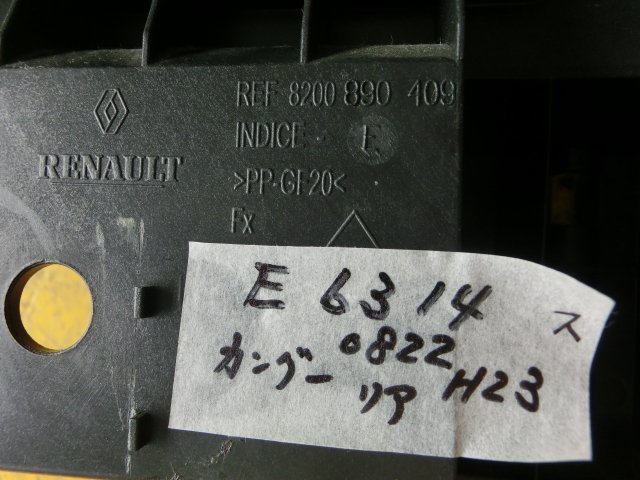 REF 8200 890 409
INDICE E
RENAULT
>PP-GF20<
Fx
E 6314
ス
0822
カングー
リア H23